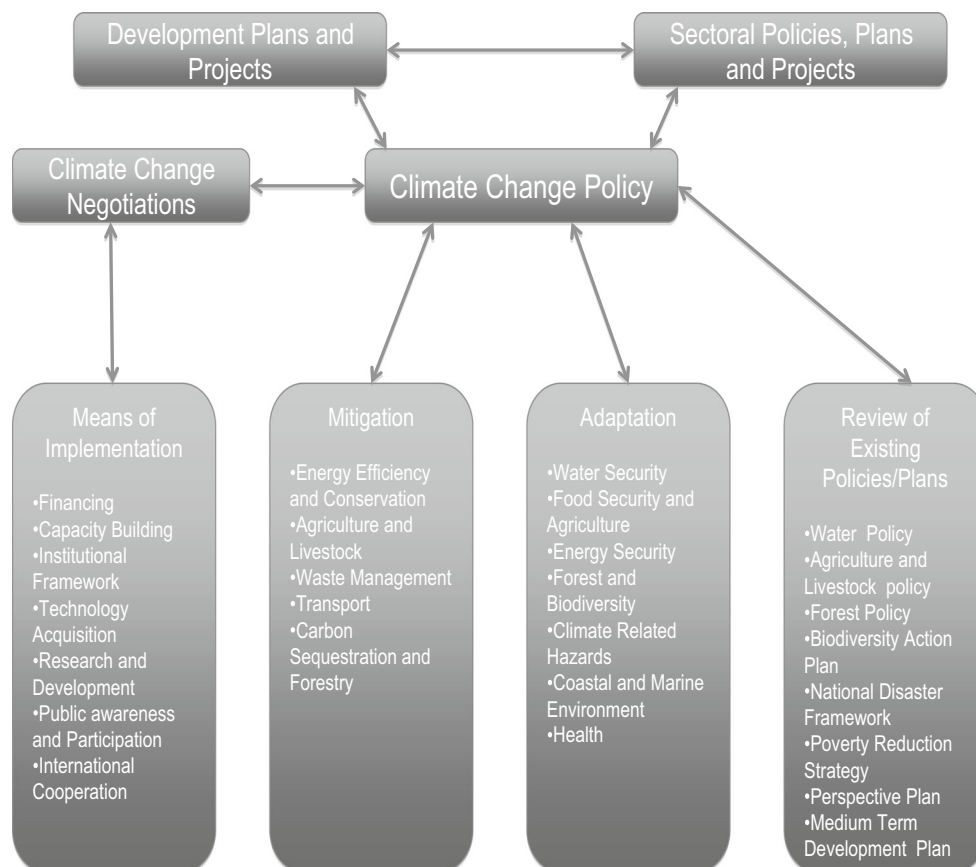 Development Plans and
Projects
Sectoral Policies, Plans
and Projects
Climate Change
Negotiations
Climate Change Policy
Means of
Implementation
•Financing
•Capacity Building
•Institutional
Framework
•Technology
Acquisition
•Research and
Development
•Public awareness
and Participation
•International
Cooperation
Mitigation
•Energy Efficiency
and Conservation
•Agriculture and
Livestock
•Waste Management
•Transport
•Carbon
Sequestration and
Forestry
Adaptation
•Water Security
•Food Security and
Agriculture
•Energy Security
•Forest and
Biodiversity
•Climate Related
Hazards
•Coastal and Marine
Environment
•Health
Review of
Existing
Policies/Plans
•Water Policy
•Agriculture and
Livestock policy
•Forest Policy
•Biodiversity Action
Plan
•National Disaster
Framework
•Poverty Reduction
Strategy
•Perspective Plan
•Medium Term
Development Plan